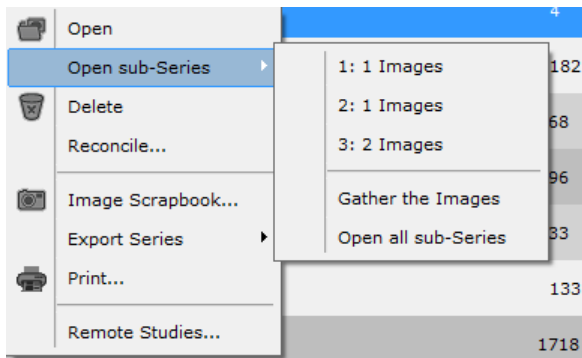 4
Open
Open sub-Series
1: 1 Images
182
Delete
2: 1 Images
68
Reconcile...
3: 2 Images
96
Image Scrapbook...
Gather the Images
Export Series
Open all sub-Series
33
Print...
133
Remote Studies...
1718